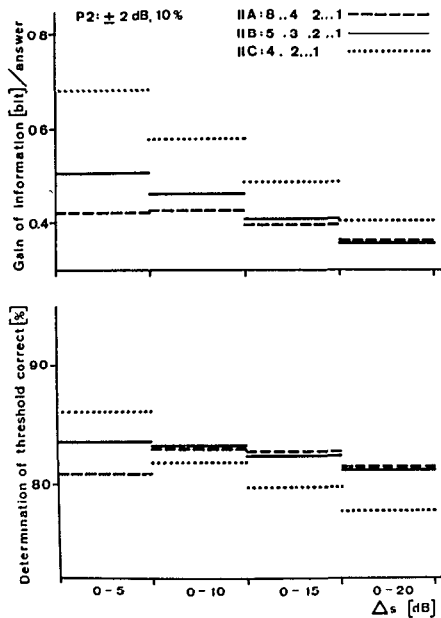 P2: ± 2 dB, 10 %
IIA: 8 .. 4 2 ... 1
IIB: 5 . 3 . 2 .. 1
IIC: 4 . 2 ... 1
Gain of information [bit] / answer
0.8
0.6
0.4
Determination of threshold correct [%]
90
80
0-5 0-10 0-15 0-20
Δs [dB]